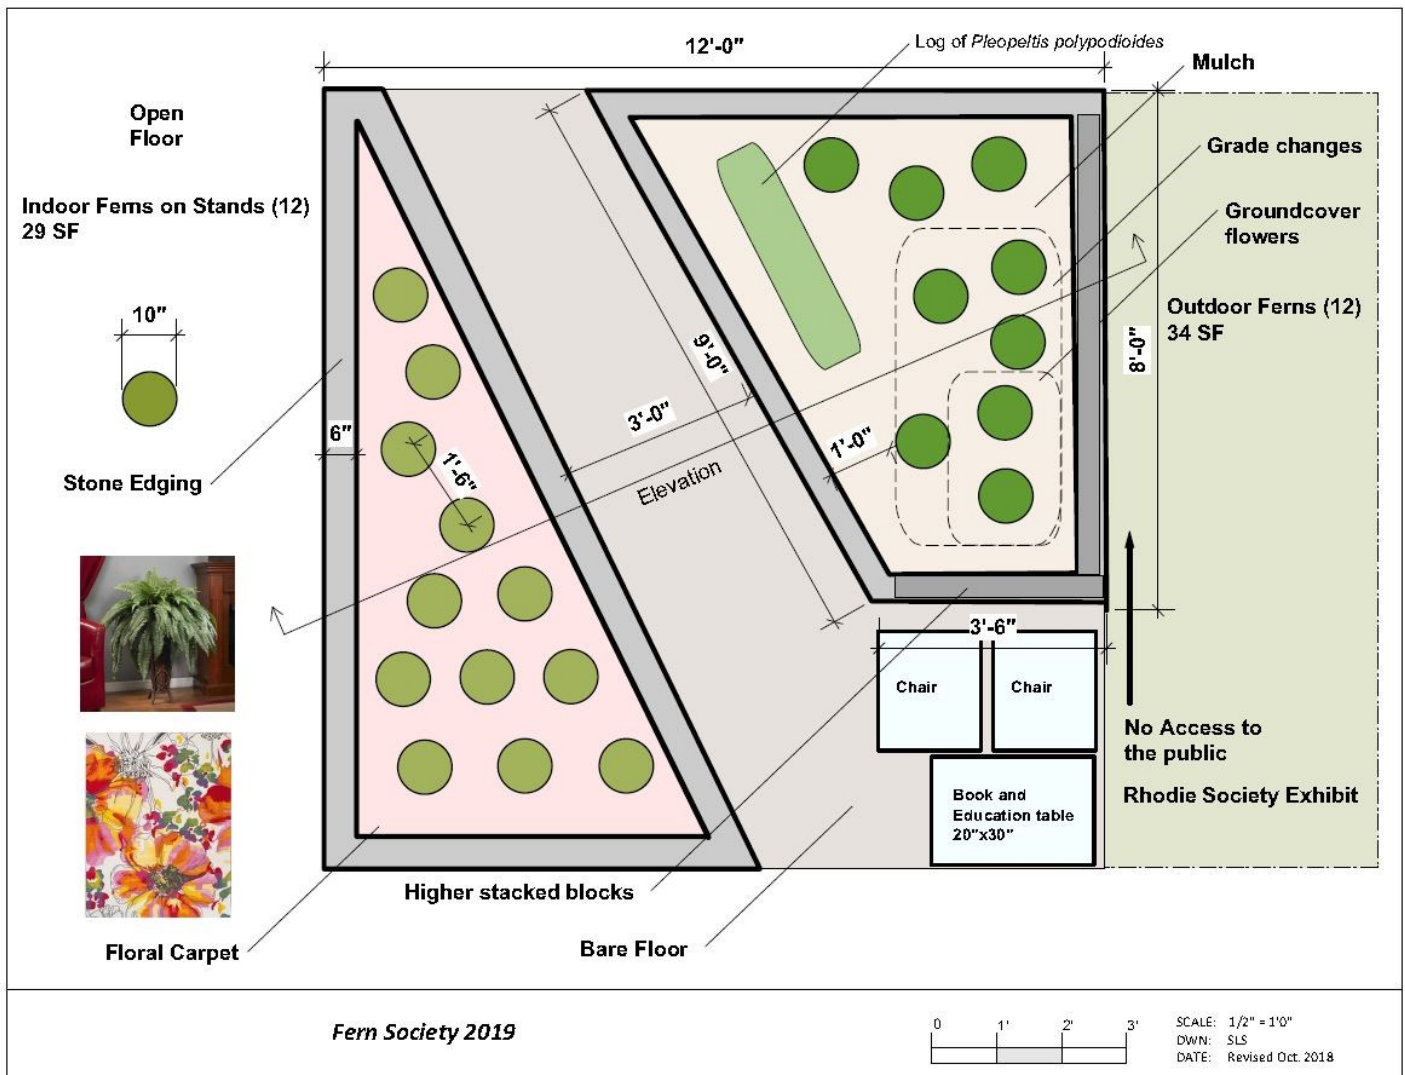 12'-0"
Log of Pleopeltis polypodioides
Mulch
Open
Floor
Grade changes
Indoor Ferns on Stands (12)
29 SF
Groundcover
flowers
10"
Outdoor Ferns (12)
34 SF
8'-0"
9'-0"
3'-0"
6"
1'-6"
1'-0"
Stone Edging
Elevation
3'-6"
Chair
Chair
No Access to
the public
Book and
Education table
20"x30"
Rhodie Society Exhibit
Higher stacked blocks
Floral Carpet
Bare Floor
Fern Society 2019
0 1' 2' 3'
SCALE: 1/2" = 1'0"
DWN: SLS
DATE: Revised Oct. 2018